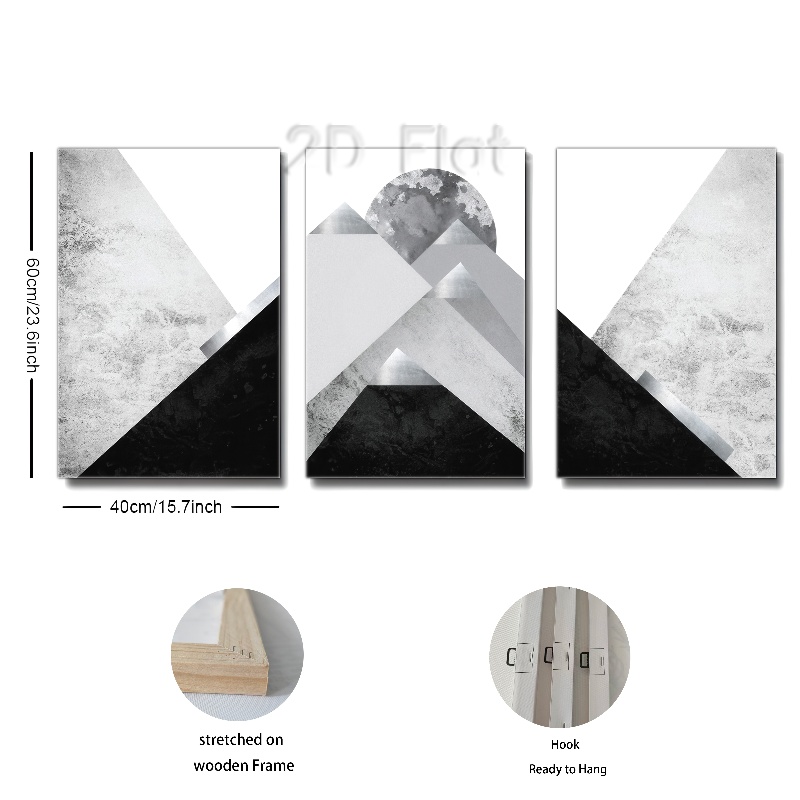 2D Flat
60cm/23.6inch
40cm/15.7inch
stretched on
wooden Frame
Hook
Ready to Hang